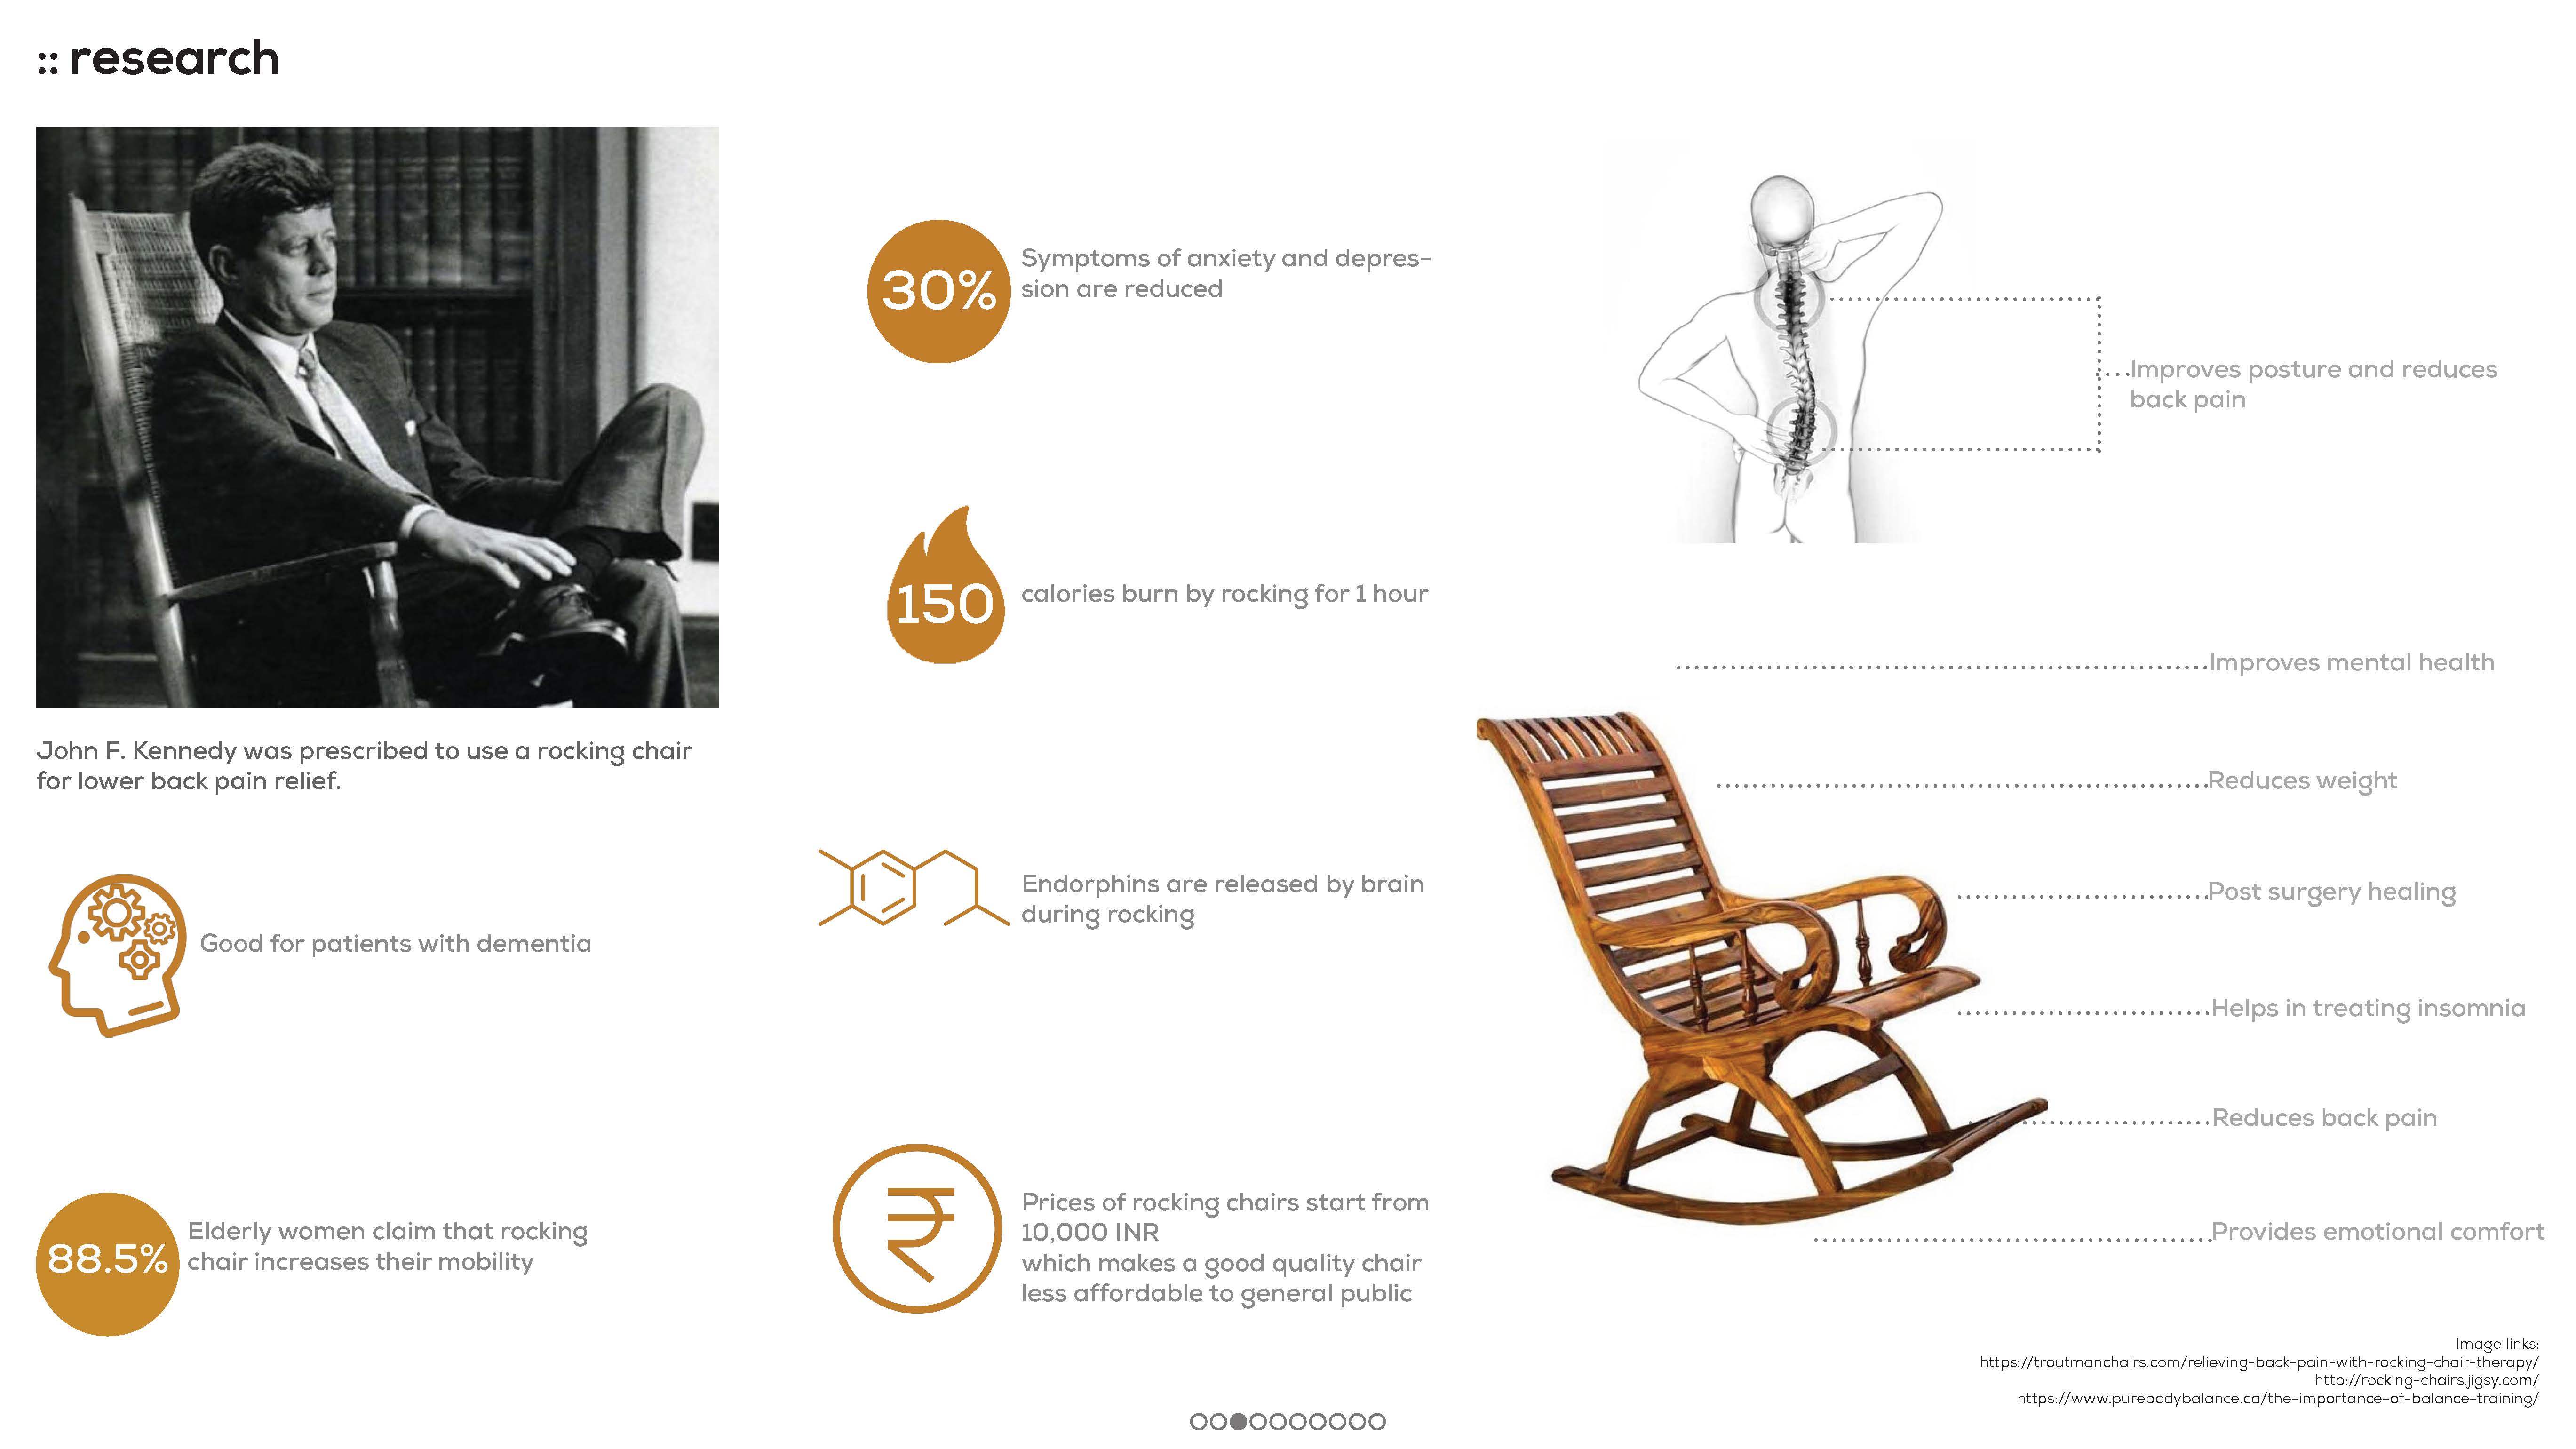 :: research
John F. Kennedy was prescribed to use a rocking chair
for lower back pain relief.
Good for patients with dementia
88.5%
Elderly women claim that rocking
chair increases their mobility
30%
Symptoms of anxiety and depres-
sion are reduced
150
calories burn by rocking for 1 hour
Endorphins are released by brain
during rocking
₹
Prices of rocking chairs start from
10,000 INR
which makes a good quality chair
less affordable to general public
Improves posture and reduces
back pain
Improves mental health
Reduces weight
Post surgery healing
Helps in treating insomnia
Reduces back pain
Provides emotional comfort
Image links:
https://troutmanchairs.com/relieving-back-pain-with-rocking-chair-therapy/
http://rocking-chairs.jigsy.com/
https://www.purebodybalance.ca/the-importance-of-balance-training/